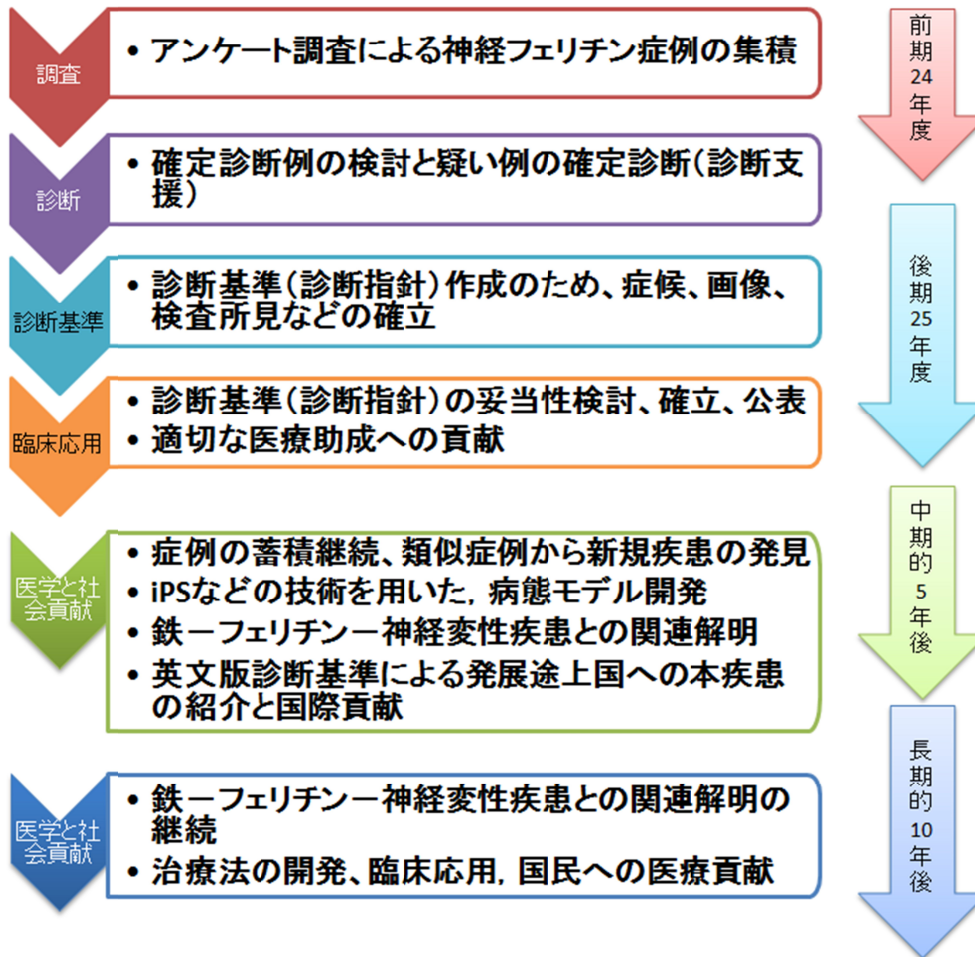 調査
• アンケート調査による神経フェリチン症例の集積
診断
• 確定診断例の検討と疑い例の確定診断（診断支
援）
診断基準
• 診断基準（診断指針）作成のため、症候、画像、
検査所見などの確立
臨床応用
• 診断基準（診断指針）の妥当性検討、確立、公表
• 適切な医療助成への貢献
医学と社
会貢献
• 症例の蓄積継続、類似症例から新規疾患の発見
• iPSなどの技術を用いた, 病態モデル開発
• 鉄－フェリチン－神経変性疾患との関連解明
• 英文版診断基準による発展途上国への本疾患
の紹介と国際貢献
医学と社
会貢献
• 鉄－フェリチン－神経変性疾患との関連解明の
継続
• 治療法の開発、臨床応用, 国民への医療貢献
前期24年度
後期25年度
中期的5年後
長期的10年後